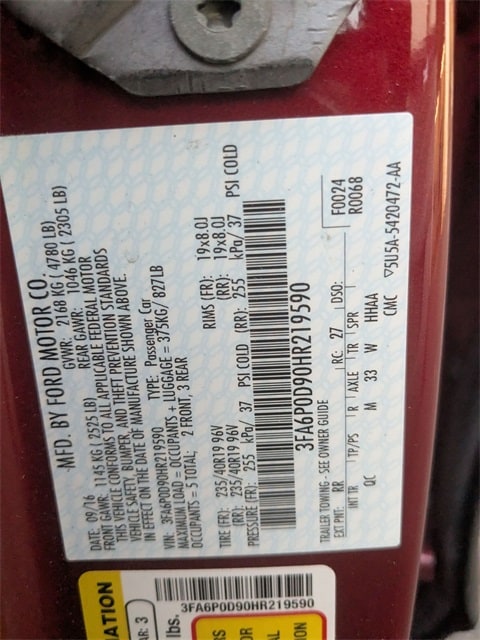 MFD. BY FORD MOTOR CO.
DATE: 09/16 GVWR: 2168 KG ( 4780 LB)
FRONT GAWR: 1145 KG ( 2525 LB) REAR GAWR: 1046 KG ( 2305 LB)
THIS VEHICLE CONFORMS TO ALL APPLICABLE FEDERAL MOTOR
VEHICLE SAFETY, BUMPER, AND THEFT PREVENTION STANDARDS
IN EFFECT ON THE DATE OF MANUFACTURE SHOWN ABOVE.
VIN: 3FA6P0D90HR219590 TYPE: Passenger Car
MAXIMUM LOAD = OCCUPANTS + LUGGAGE = 375KG/ 827LB
OCCUPANTS = 5 TOTAL; 2 FRONT, 3 REAR
TIRE (FR): 235/40R19 96V RIMS (FR): 19x8.0J
(RR): 235/40R19 96V (RR): 19x8.0J
PRESSURE (FR): 255 kPa/ 37 PSI COLD (RR): 255 kPa/ 37 PSI COLD
3FA6P0D90HR219590
TRAILER TOWING - SEE OWNER GUIDE
F0024
R0068
EXT PNT: RR RC: 27 DSO:
INT TR TP/PS R AXLE TR SPR
QC M 33 W HHAA
CMC ▽5U5A-5420472-AA
3FA6P0D90HR219590
AR: 3
lbs.